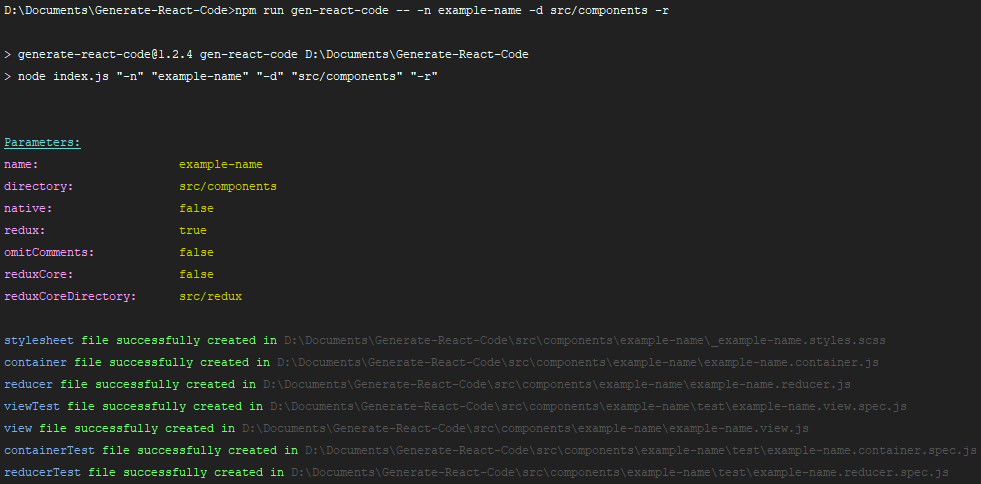 D:\Documents\Generate-React-Code>npm run gen-react-code -- -n example-name -d src/components -r
> generate-react-code@1.2.4 gen-react-code D:\Documents\Generate-React-Code
> node index.js "-n" "example-name" "-d" "src/components" "-r"
Parameters:
name: example-name
directory: src/components
native: false
redux: true
omitComments: false
reduxCore: false
reduxCoreDirectory: src/redux
stylesheet file successfully created in D:\Documents\Generate-React-Code\src\components\example-name\_example-name.styles.scss
container file successfully created in D:\Documents\Generate-React-Code\src\components\example-name\example-name.container.js
reducer file successfully created in D:\Documents\Generate-React-Code\src\components\example-name\example-name.reducer.js
viewTest file successfully created in D:\Documents\Generate-React-Code\src\components\example-name\test\example-name.view.spec.js
view file successfully created in D:\Documents\Generate-React-Code\src\components\example-name\example-name.view.js
containerTest file successfully created in D:\Documents\Generate-React-Code\src\components\example-name\test\example-name.container.spec.js
reducerTest file successfully created in D:\Documents\Generate-React-Code\src\components\example-name\test\example-name.reducer.spec.js